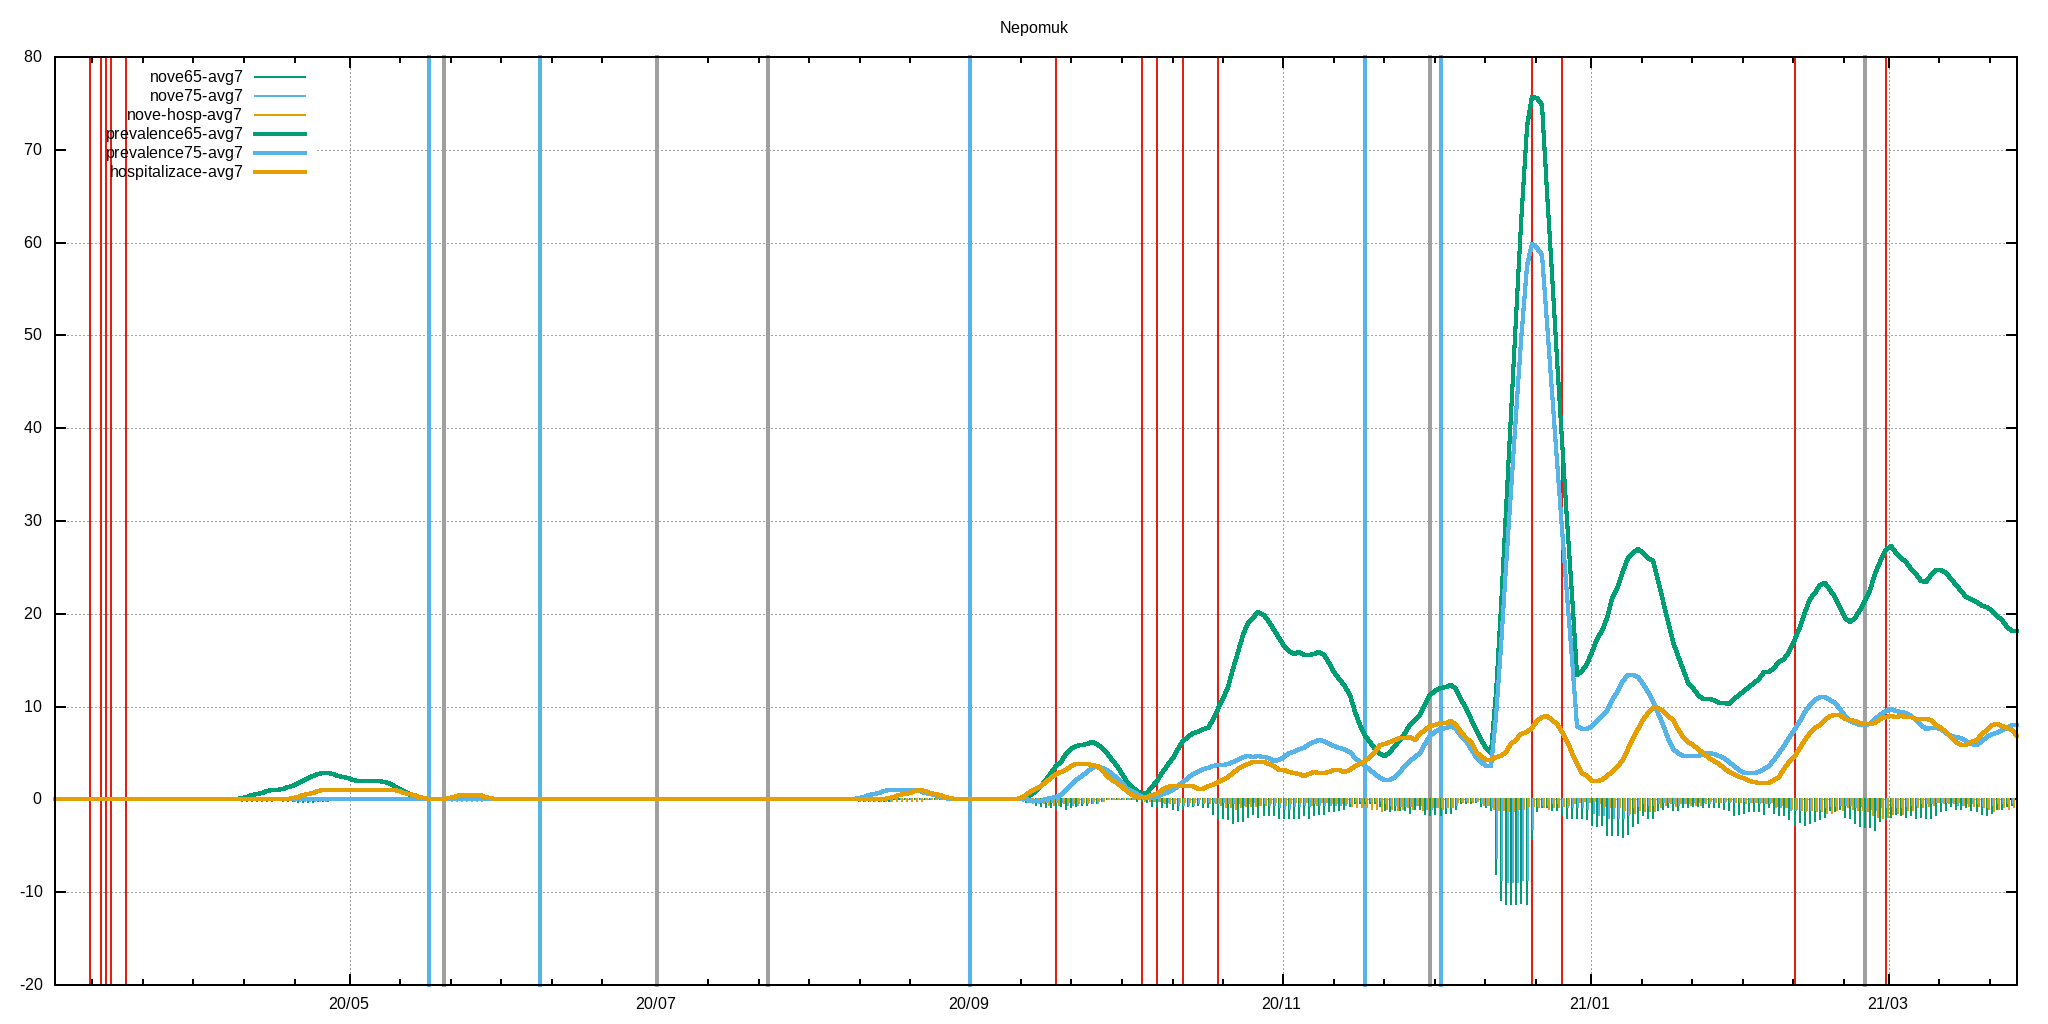 Nepomuk
80
70
60
50
40
30
20
10
0
-10
-20
nove65-avg7
nove75-avg7
nove-hosp-avg7
prevalence65-avg7
prevalence75-avg7
hospitalizace-avg7
20/05 20/07 20/09 20/11 21/01 21/03